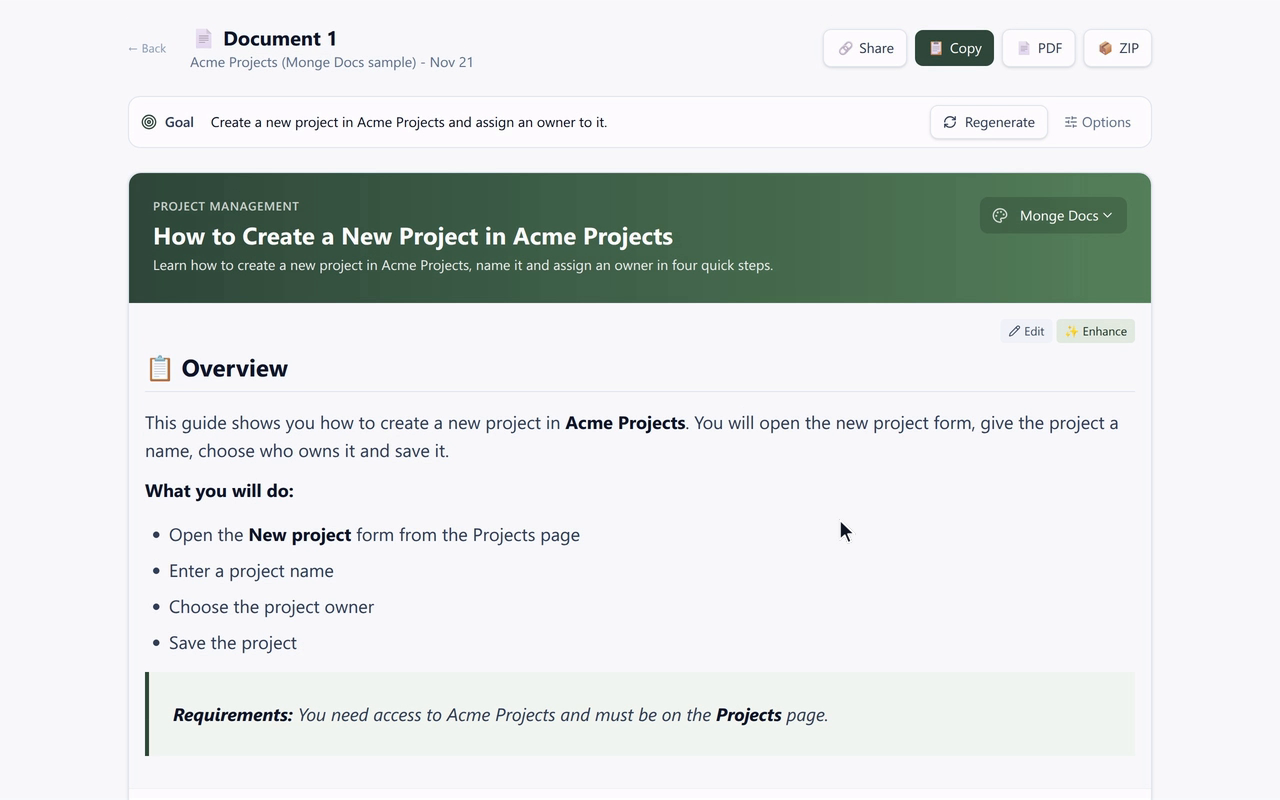 ← Back
Document 1
Acme Projects (Monge Docs sample) - Nov 21
Share
Copy
PDF
ZIP
Goal
Create a new project in Acme Projects and assign an owner to it.
Regenerate
Options
PROJECT MANAGEMENT
How to Create a New Project in Acme Projects
Learn how to create a new project in Acme Projects, name it and assign an owner in four quick steps.
Monge Docs
Edit
Enhance
Overview
This guide shows you how to create a new project in Acme Projects. You will open the new project form, give the project a
name, choose who owns it and save it.
What you will do:
• Open the New project form from the Projects page
• Enter a project name
• Choose the project owner
• Save the project
Requirements: You need access to Acme Projects and must be on the Projects page.